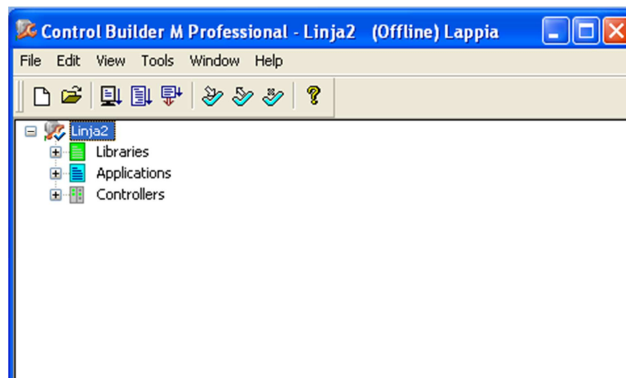 Control Builder M Professional - Linja2 (Offline) Lappia
File Edit View Tools Window Help
Linja2
Libraries
Applications
Controllers